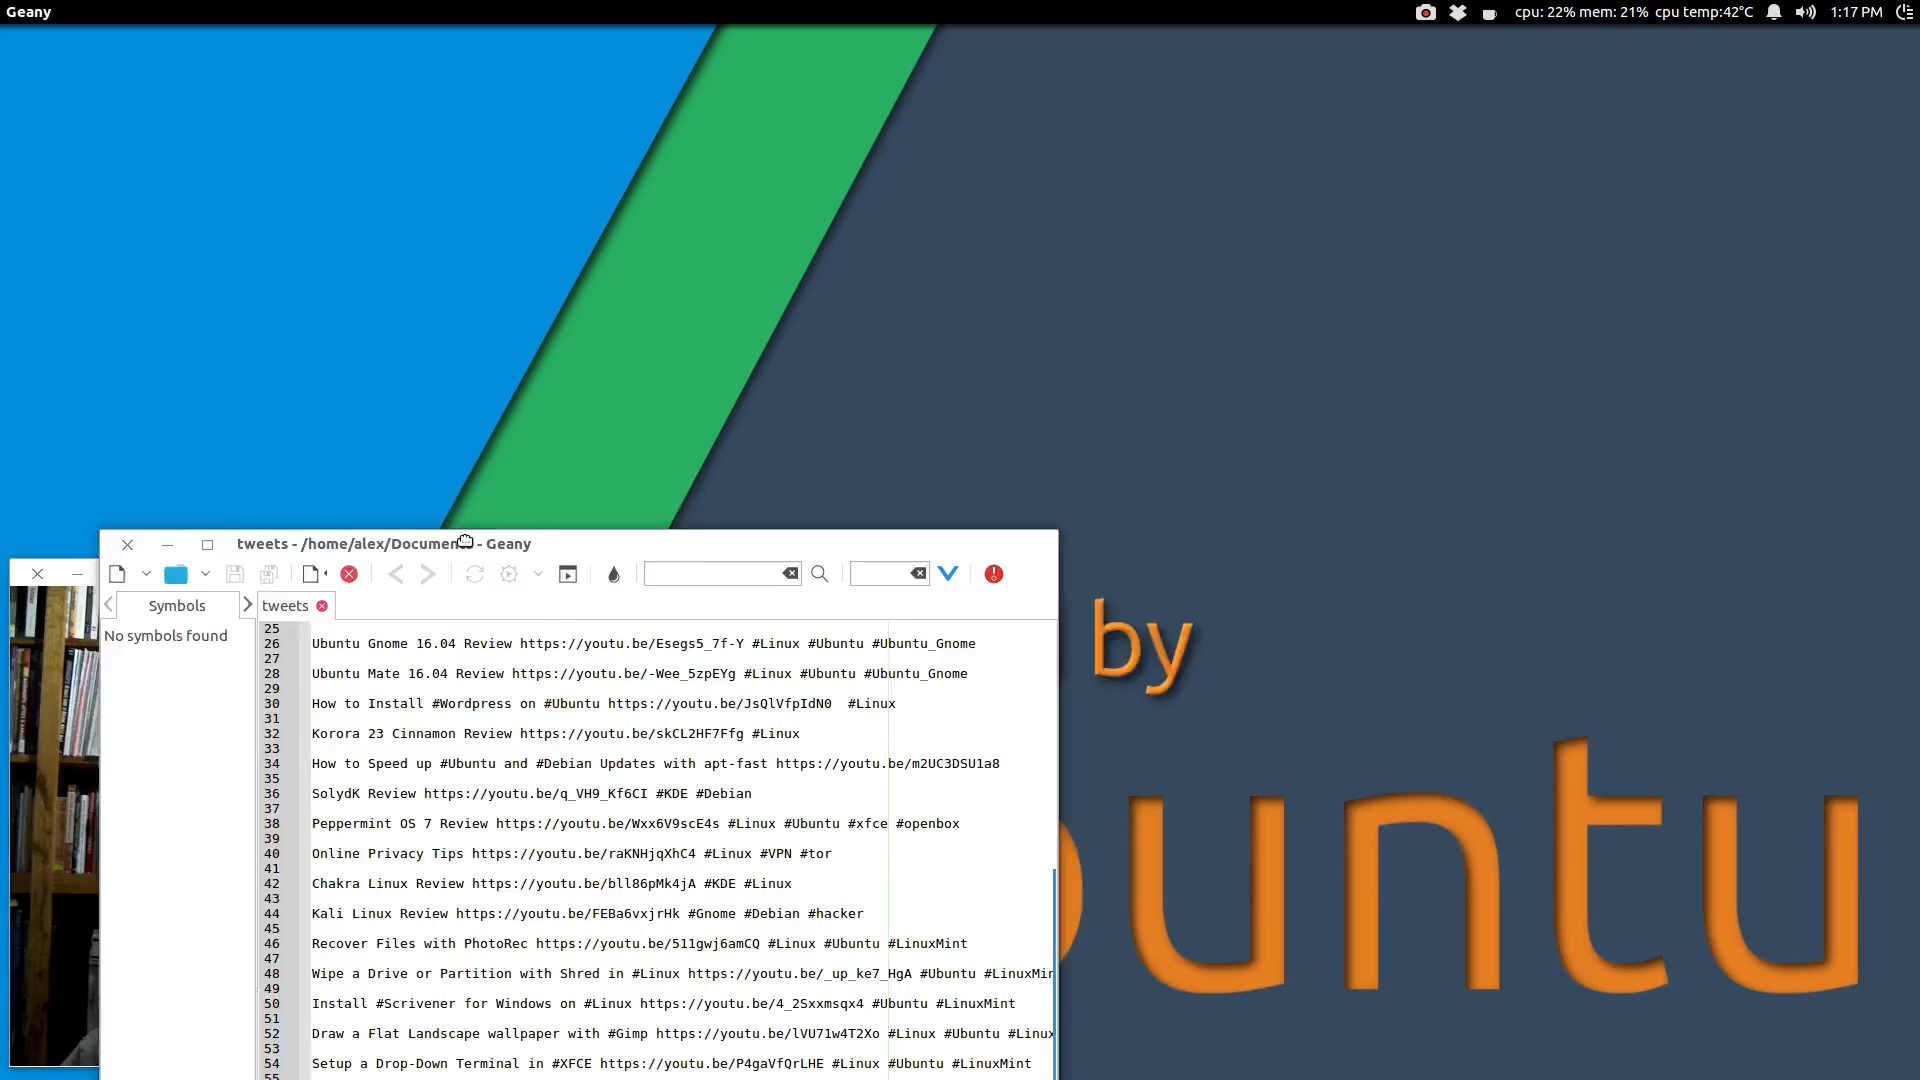 Geany
cpu: 22% mem: 21% cpu temp:42°C 1:17 PM
tweets - /home/alex/Documen - Geany
Symbols
tweets
No symbols found
25
26 Ubuntu Gnome 16.04 Review https://youtu.be/Esegs5_7f-Y #Linux #Ubuntu #Ubuntu_Gnome
27
28 Ubuntu Mate 16.04 Review https://youtu.be/-Wee_5zpEYg #Linux #Ubuntu #Ubuntu_Gnome
29
30 How to Install #Wordpress on #Ubuntu https://youtu.be/JsQlVfpIdN0  #Linux
31
32 Korora 23 Cinnamon Review https://youtu.be/skCL2HF7Ffg #Linux
33
34 How to Speed up #Ubuntu and #Debian Updates with apt-fast https://youtu.be/m2UC3DSU1a8
35
36 SolydK Review https://youtu.be/q_VH9_Kf6CI #KDE #Debian
37
38 Peppermint OS 7 Review https://youtu.be/Wxx6V9scE4s #Linux #Ubuntu #xfce #openbox
39
40 Online Privacy Tips https://youtu.be/raKNHjqXhC4 #Linux #VPN #tor
41
42 Chakra Linux Review https://youtu.be/bll86pMk4jA #KDE #Linux
43
44 Kali Linux Review https://youtu.be/FEBa6vxjrHk #Gnome #Debian #hacker
45
46 Recover Files with PhotoRec https://youtu.be/511gwj6amCQ #Linux #Ubuntu #LinuxMint
47
48 Wipe a Drive or Partition with Shred in #Linux https://youtu.be/_up_ke7_HgA #Ubuntu #LinuxMin
49
50 Install #Scrivener for Windows on #Linux https://youtu.be/4_2Sxxmsqx4 #Ubuntu #LinuxMint
51
52 Draw a Flat Landscape wallpaper with #Gimp https://youtu.be/lVU71w4T2Xo #Linux #Ubuntu #Linux
53
54 Setup a Drop-Down Terminal in #XFCE https://youtu.be/P4gaVfQrLHE #Linux #Ubuntu #LinuxMint
55
by
untu